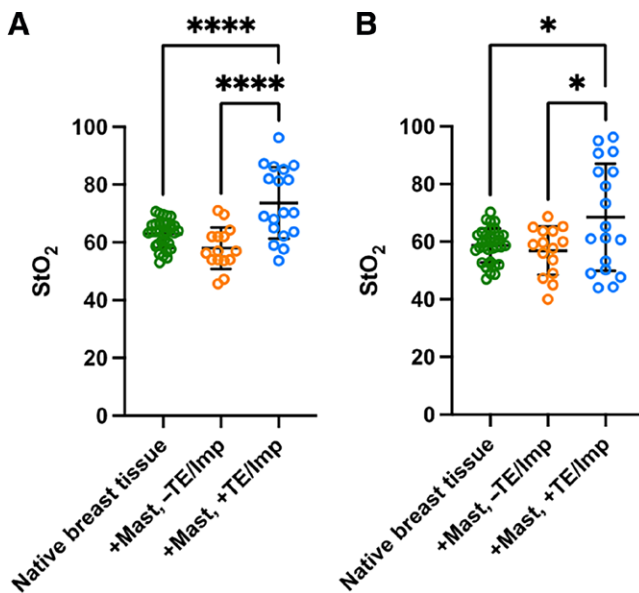 A
****
****
100
80
60
40
20
0
StO2
Native breast tissue
+Mast, –TE/Imp
+Mast, +TE/Imp
B
*
*
100
80
60
40
20
0
StO2
Native breast tissue
+Mast, –TE/Imp
+Mast, +TE/Imp